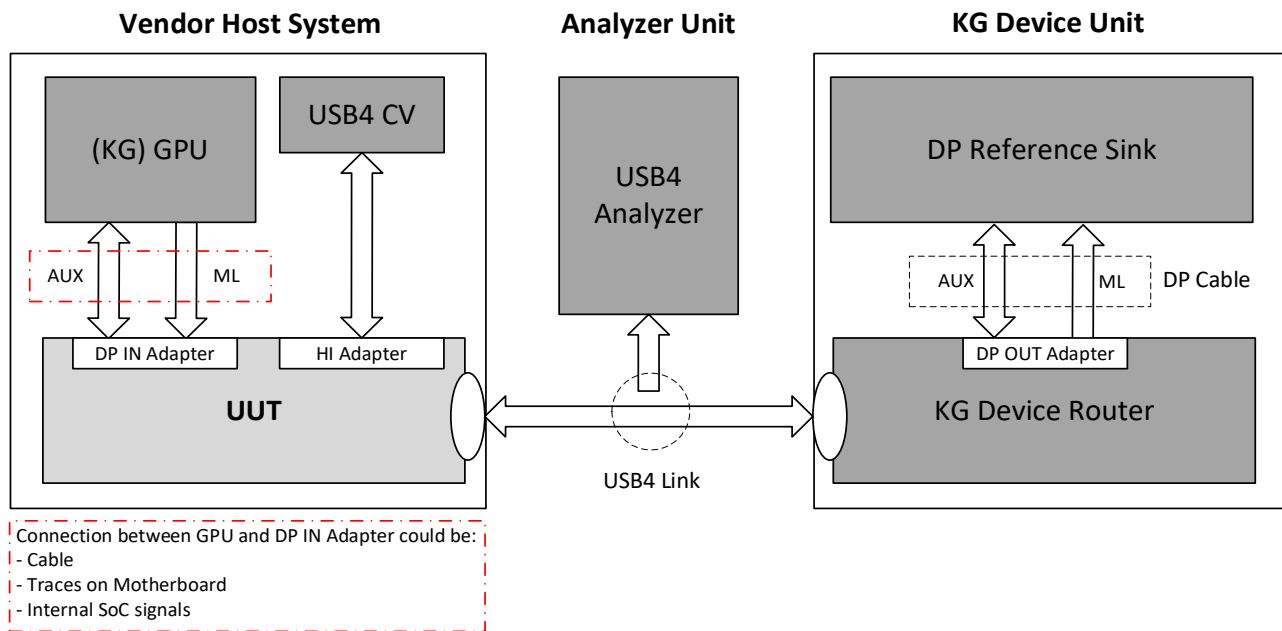 Vendor Host System
Analyzer Unit
KG Device Unit
(KG) GPU
USB4 CV
USB4
Analyzer
DP Reference Sink
AUX
ML
AUX
ML
DP Cable
DP IN Adapter
HI Adapter
DP OUT Adapter
UUT
KG Device Router
USB4 Link
Connection between GPU and DP IN Adapter could be:
- Cable
- Traces on Motherboard
- Internal SoC signals